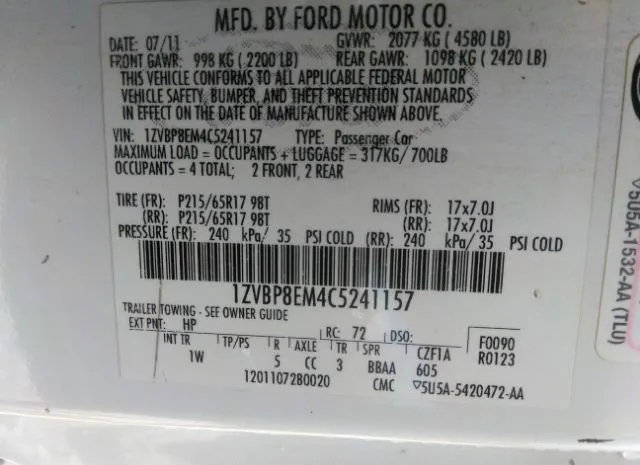 MFD. BY FORD MOTOR CO.
DATE: 07/11 GVWR: 2077 KG ( 4580 LB)
FRONT GAWR: 998 KG ( 2200 LB) REAR GAWR: 1098 KG ( 2420 LB)
THIS VEHICLE CONFORMS TO ALL APPLICABLE FEDERAL MOTOR
VEHICLE SAFETY, BUMPER, AND THEFT PREVENTION STANDARDS
IN EFFECT ON THE DATE OF MANUFACTURE SHOWN ABOVE.
VIN: 1ZVBP8EM4C5241157 TYPE: Passenger Car
MAXIMUM LOAD = OCCUPANTS + LUGGAGE = 317KG/ 700LB
OCCUPANTS = 4 TOTAL; 2 FRONT, 2 REAR
TIRE (FR): P215/65R17 98T RIMS (FR): 17x7.0J
(RR): P215/65R17 98T (RR): 17x7.0J
PRESSURE (FR): 240 kPa/ 35 PSI COLD (RR): 240 kPa/ 35 PSI COLD
1ZVBP8EM4C5241157
TRAILER TOWING - SEE OWNER GUIDE
EXT PNT: HP RC: 72 DSO: F0090
INT TR TP/PS R AXLE TR SPR CZF1A R0123
1W 5 CC 3 BBAA 605
1201107280020 CMC 5U5A-5420472-AA
5U5A-1532-AA (TLU)